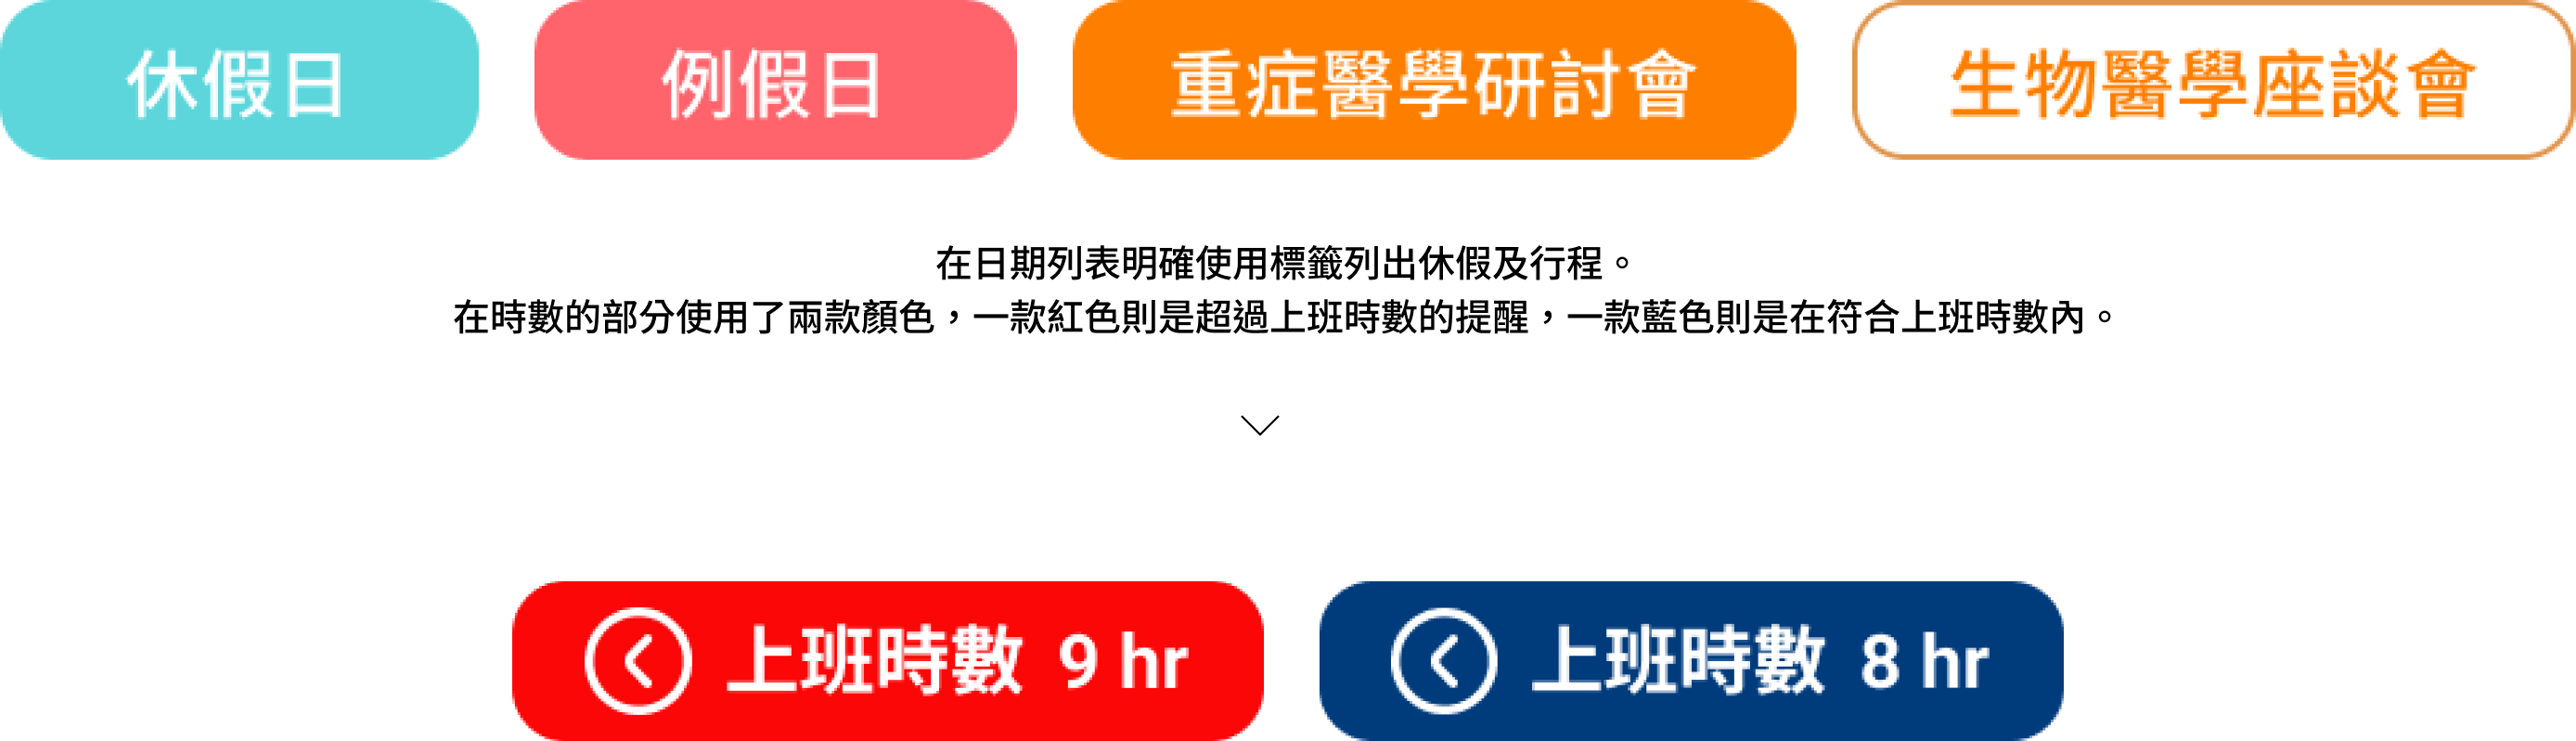 休假日
例假日
重症醫學研討會
生物醫學座談會
在日期列表明確使用標籤列出休假及行程。
在時數的部分使用了兩款顏色，一款紅色則是超過上班時數的提醒，一款藍色則是在符合上班時數內。
上班時數 9 hr
上班時數 8 hr